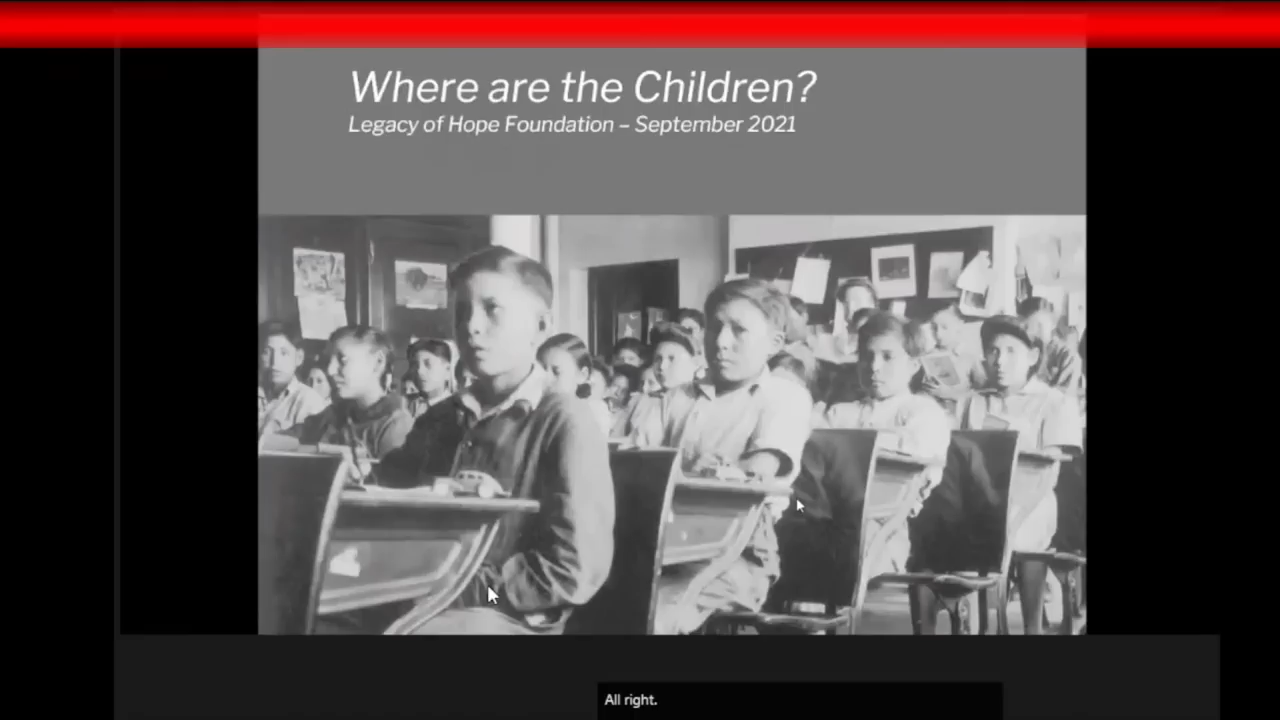 Where are the Children?
Legacy of Hope Foundation – September 2021
All right.